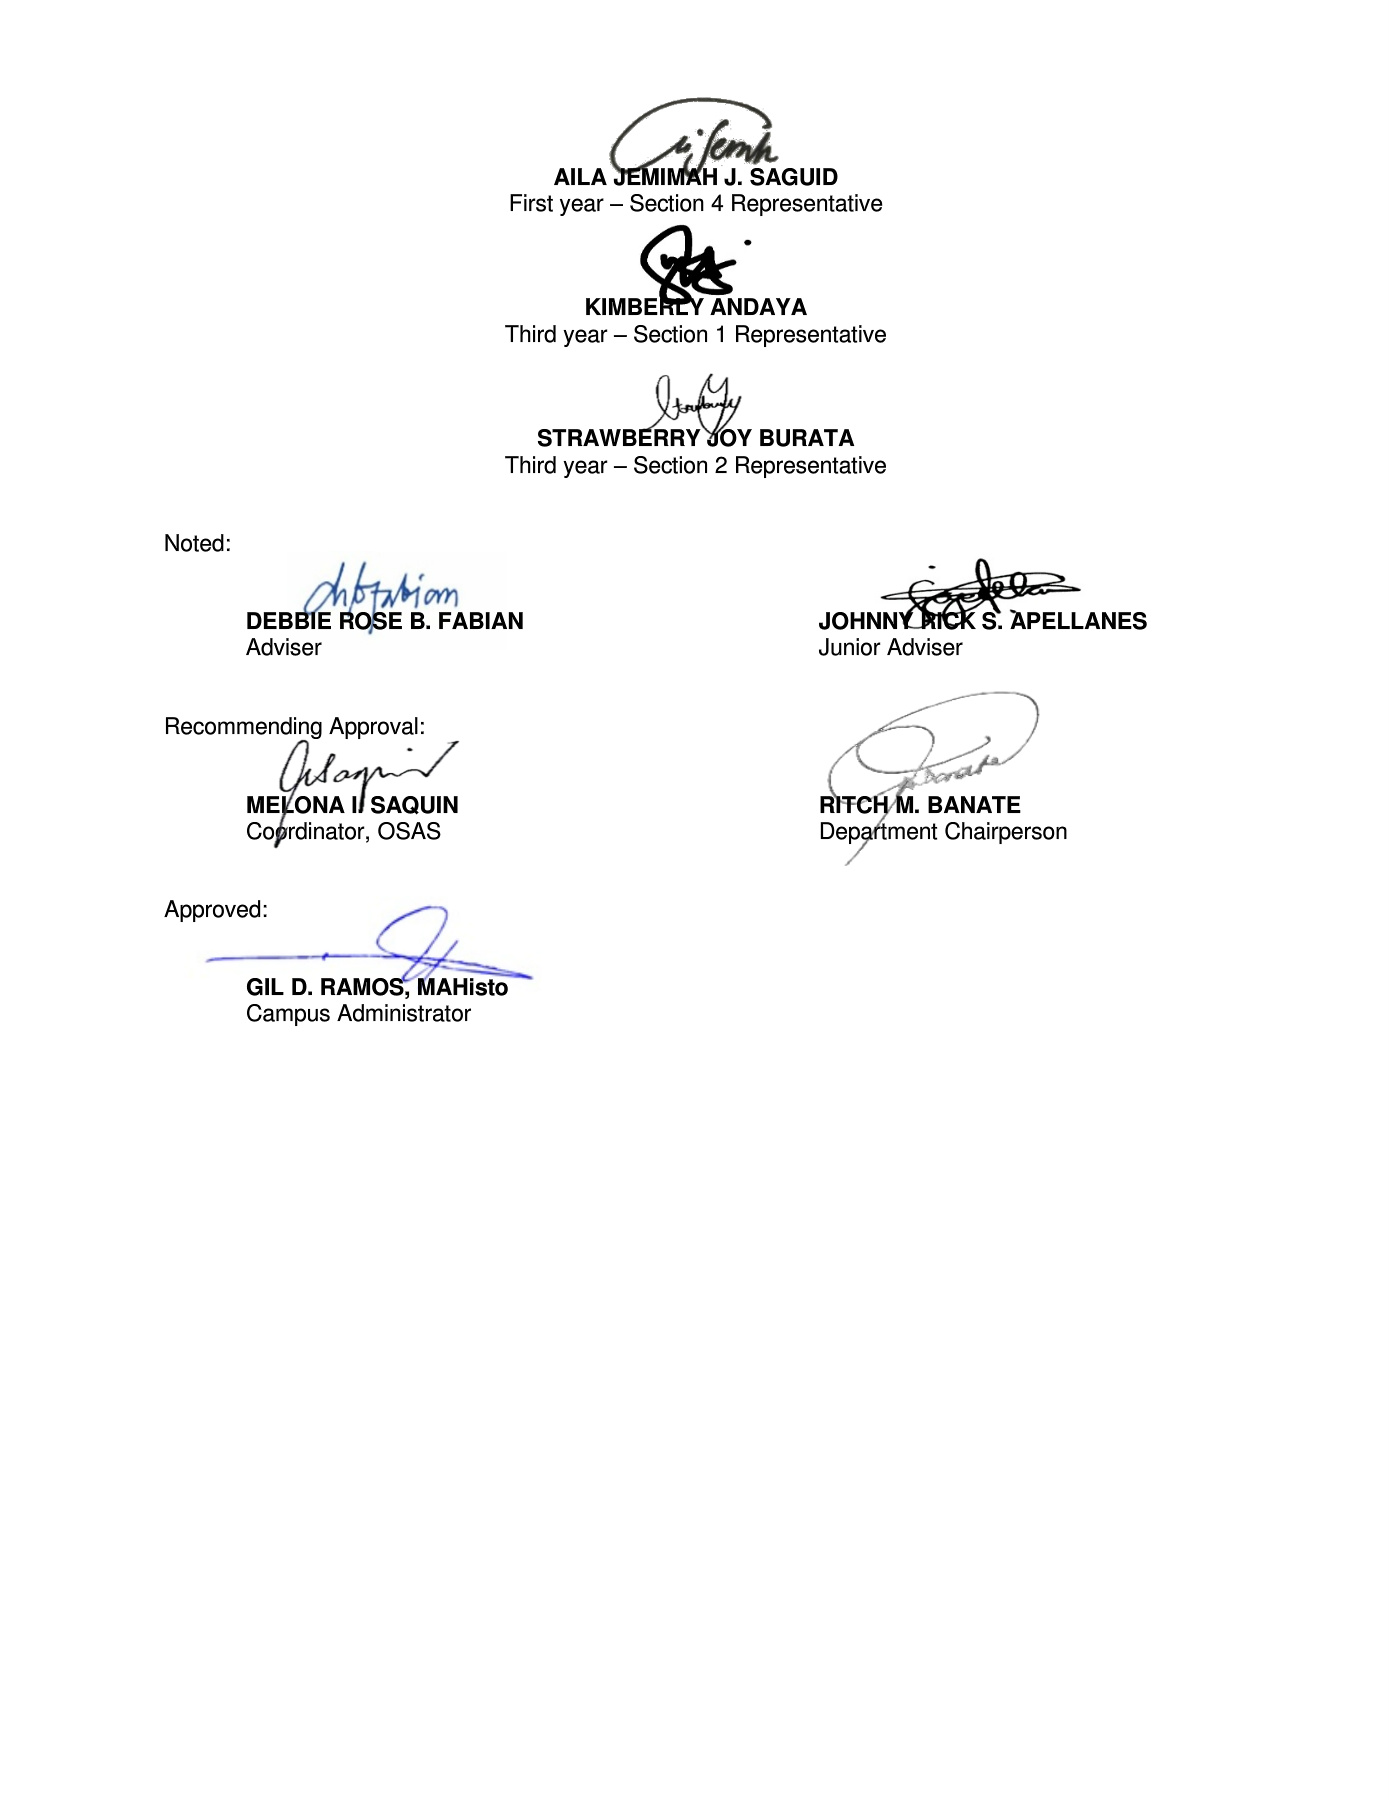 AILA JEMIMAH J. SAGUID
First year – Section 4 Representative
KIMBERLY ANDAYA
Third year – Section 1 Representative
STRAWBERRY JOY BURATA
Third year – Section 2 Representative
Noted:
DEBBIE ROSE B. FABIAN
Adviser
JOHNNY RICK S. APELLANES
Junior Adviser
Recommending Approval:
MELONA I. SAQUIN
Coordinator, OSAS
RITCH M. BANATE
Department Chairperson
Approved:
GIL D. RAMOS, MAHisto
Campus Administrator